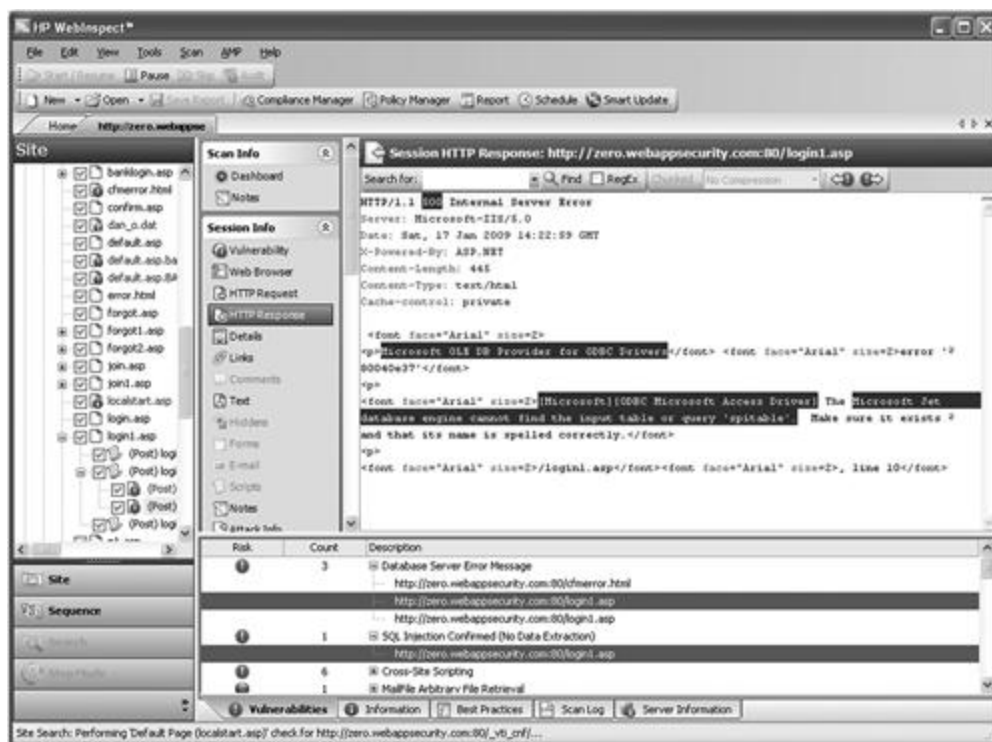 HP WebInspect™
File Edit View Tools Scan AMP Help
Start / Resume Pause Skip Audit
New Open Compliance Manager Policy Manager Report Schedule Smart Update
Home http://zero.webappse
Site
banklogin.asp
cfmerror.html
confirm.asp
dan_o.dat
default.asp
default.asp.ba
default.asp.BA
error.html
forgot.asp
forgot1.asp
forgot2.asp
join.asp
join1.asp
localstart.asp
login.asp
login1.asp
(Post) logi
(Post) logi
(Post)
(Post)
(Post) logi
Site
Sequence
Search
Scan Info
Dashboard
Notes
Session Info
Vulnerability
Web Browser
HTTP Request
HTTP Response
Details
Links
Comments
Text
Hiddens
Forms
E-mail
Scripts
Notes
Attack Info
Session HTTP Response: http://zero.webappsecurity.com:80/login1.asp
Search for: Find RegEx Chunked No Compression
HTTP/1.1 500 Internal Server Error
Server: Microsoft-IIS/5.0
Date: Sat, 17 Jan 2009 14:22:59 GMT
X-Powered-By: ASP.NET
Content-Length: 445
Content-Type: text/html
Cache-control: private
<font face="Arial" size=2>
<p>Microsoft OLE DB Provider for ODBC Drivers</font> <font face="Arial" size=2>error '
80040e37'</font>
<p>
<font face="Arial" size=2>[Microsoft][ODBC Microsoft Access Driver] The Microsoft Jet
database engine cannot find the input table or query 'spitable'. Make sure it exists
and that its name is spelled correctly.</font>
<p>
<font face="Arial" size=2>/login1.asp</font><font face="Arial" size=2>, line 10</font>
Risk Count Description
3 Database Server Error Message
http://zero.webappsecurity.com:80/cfmerror.html
http://zero.webappsecurity.com:80/login1.asp
http://zero.webappsecurity.com:80/login1.asp
1 SQL Injection Confirmed (No Data Extraction)
http://zero.webappsecurity.com:80/login1.asp
6 Cross-Site Scripting
1 MailFile Arbitrary File Retrieval
Vulnerabilities Information Best Practices Scan Log Server Information
Site Search: Performing 'Default Page (localstart.asp)' check for http://zero.webappsecurity.com:80/_vti_cnf/...